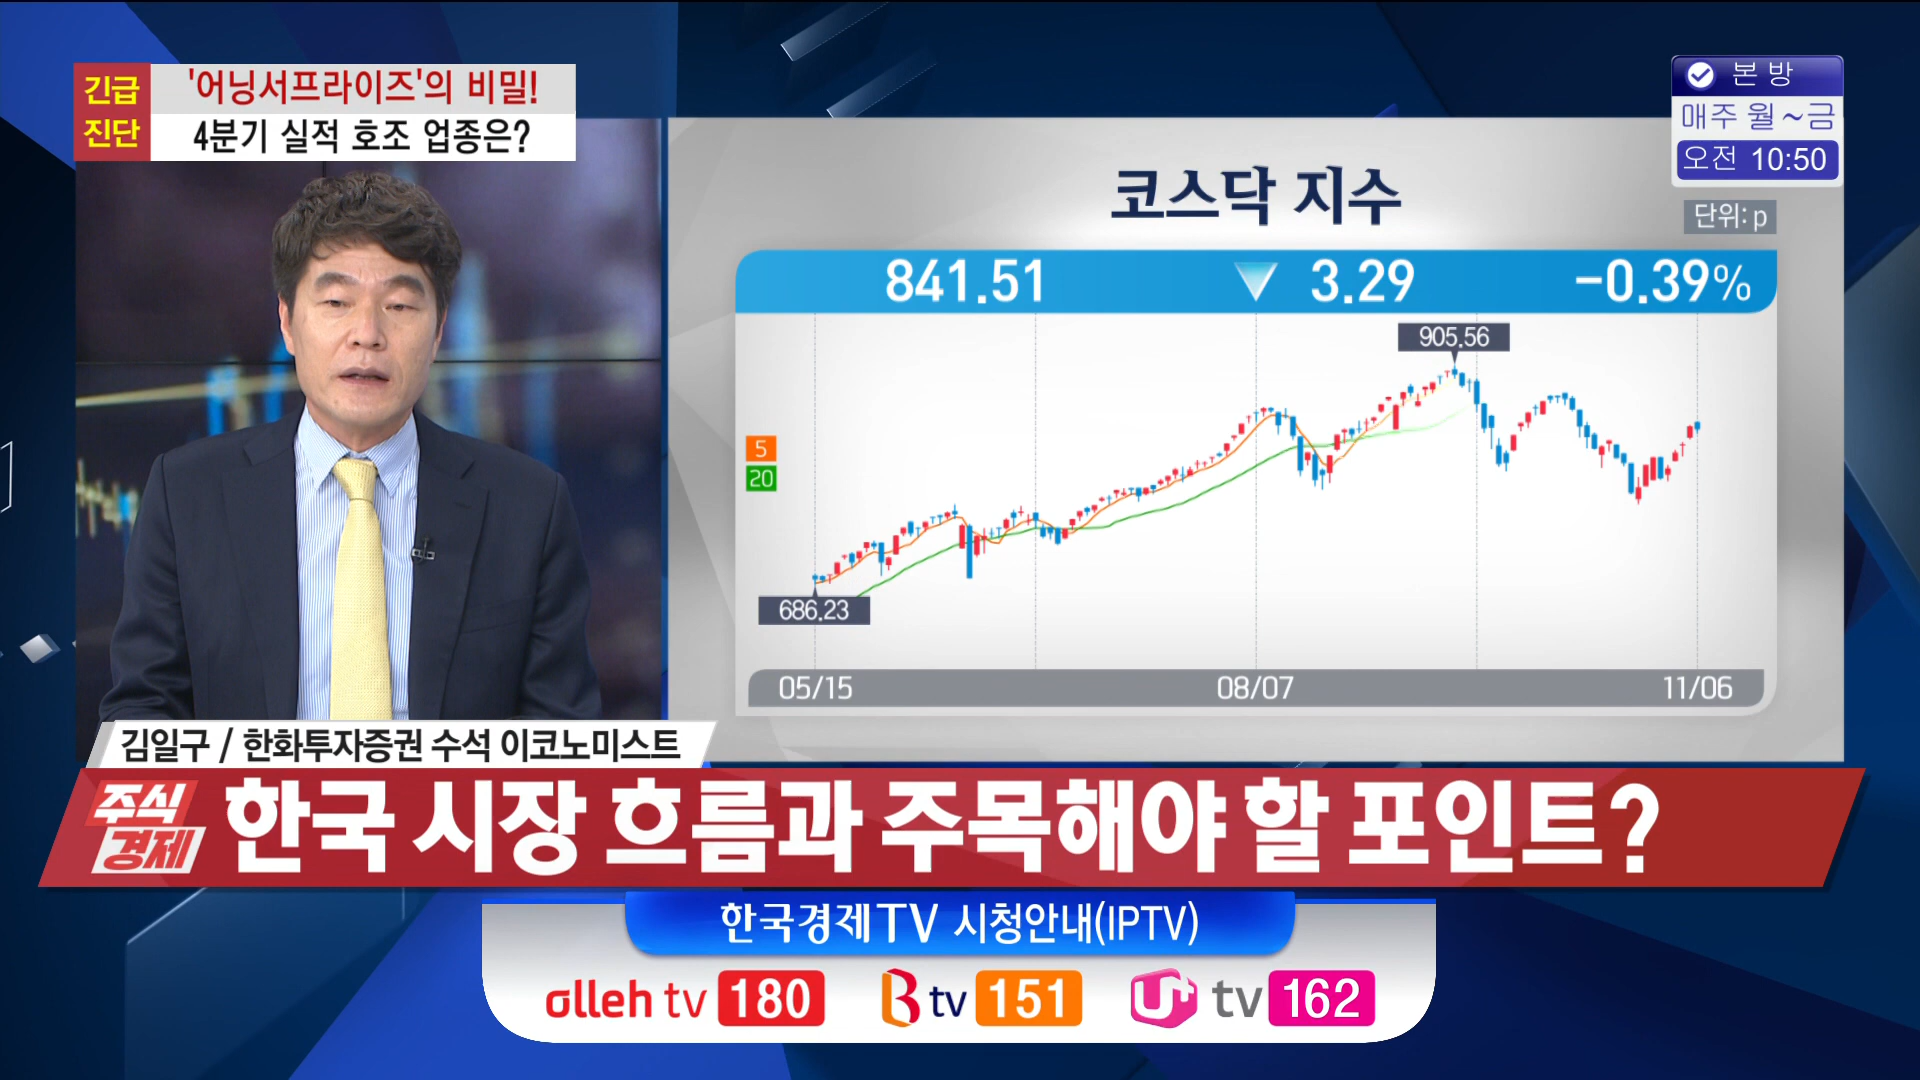 긴급
진단
'어닝서프라이즈'의 비밀!
4분기 실적 호조 업종은?
본 방
매주 월~금
오전 10:50
코스닥 지수
단위:p
841.51 ▼ 3.29 -0.39%
905.56
5
20
686.23
05/15 08/07 11/06
김일구 / 한화투자증권 수석 이코노미스트
주식
경제
한국 시장 흐름과 주목해야 할 포인트?
한국경제TV 시청안내(IPTV)
olleh tv 180 B tv 151 U+ tv 162